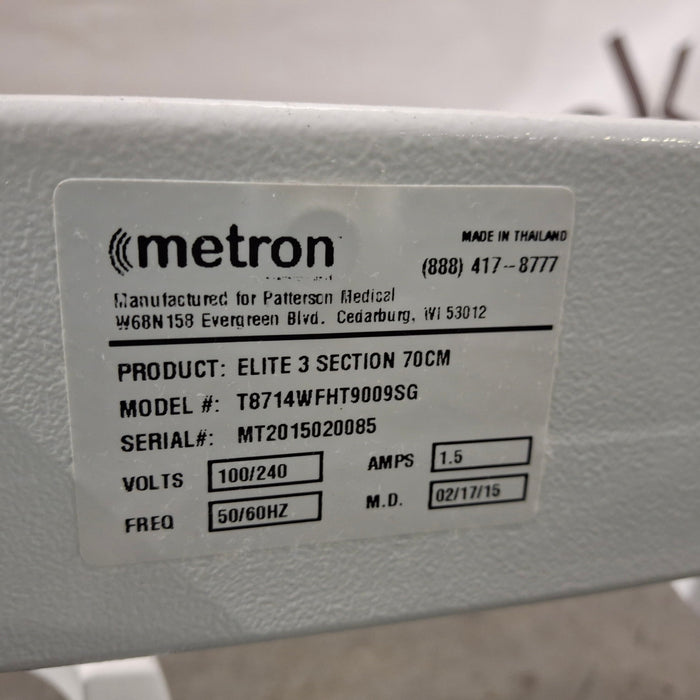 metron
MADE IN THAILAND
(888) 417--8777
Manufactured for Patterson Medical
W68N158 Evergreen Blvd. Cedarburg, WI 53012
PRODUCT: ELITE 3 SECTION 70CM
MODEL #: T8714WFHT9009SG
SERIAL#: MT2015020085
VOLTS 100/240 AMPS 1.5
FREQ 50/60HZ M.D. 02/17/15